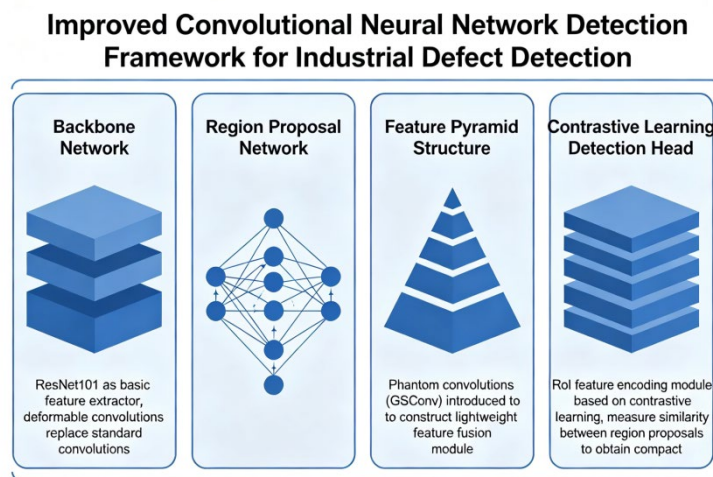 Improved Convolutional Neural Network Detection
Framework for Industrial Defect Detection
Backbone
Network
ResNet101 as basic
feature extractor,
deformable convolutions
replace standard
convolutions
Region Proposal
Network
Feature Pyramid
Structure
Phantom convolutions
(GSConv) introduced to
to construct lightweight
feature fusion
module
Contrastive Learning
Detection Head
RoI feature encoding module
based on contrastive
learning, measure similarity
between region proposals
to obtain compact